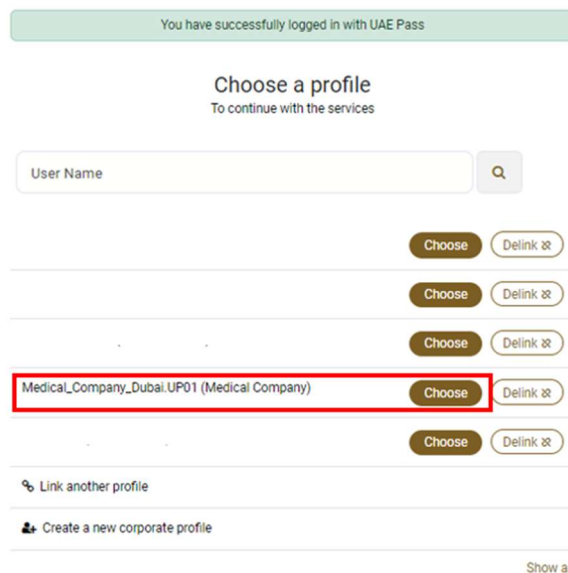 You have successfully logged in with UAE Pass
Choose a profile
To continue with the services
User Name
Choose Delink
Choose Delink
Choose Delink
Medical_Company_Dubai.UP01 (Medical Company) Choose Delink
Choose Delink
Link another profile
Create a new corporate profile
Show a